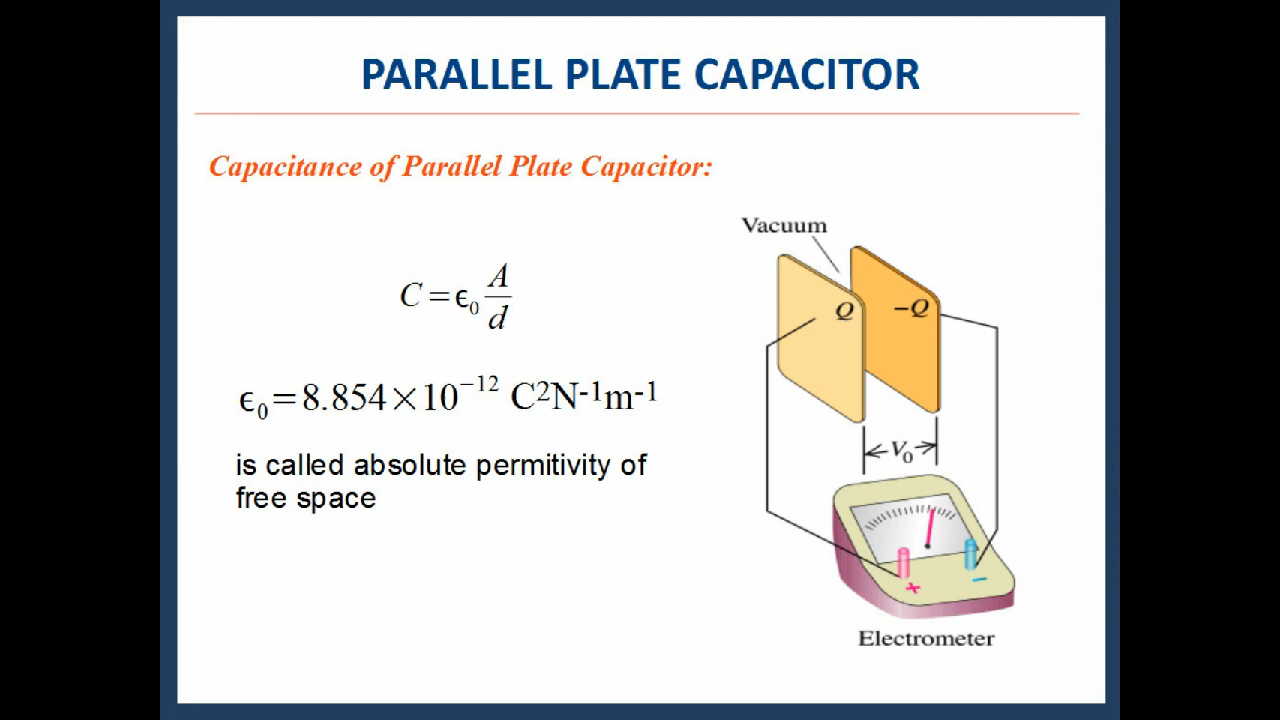 PARALLEL PLATE CAPACITOR
Capacitance of Parallel Plate Capacitor:
C = ϵ₀ A/d
ϵ₀=8.854×10⁻¹² C²N⁻¹m⁻¹
is called absolute permitivity of
free space
Vacuum
Q
−Q
V₀
+
−
Electrometer